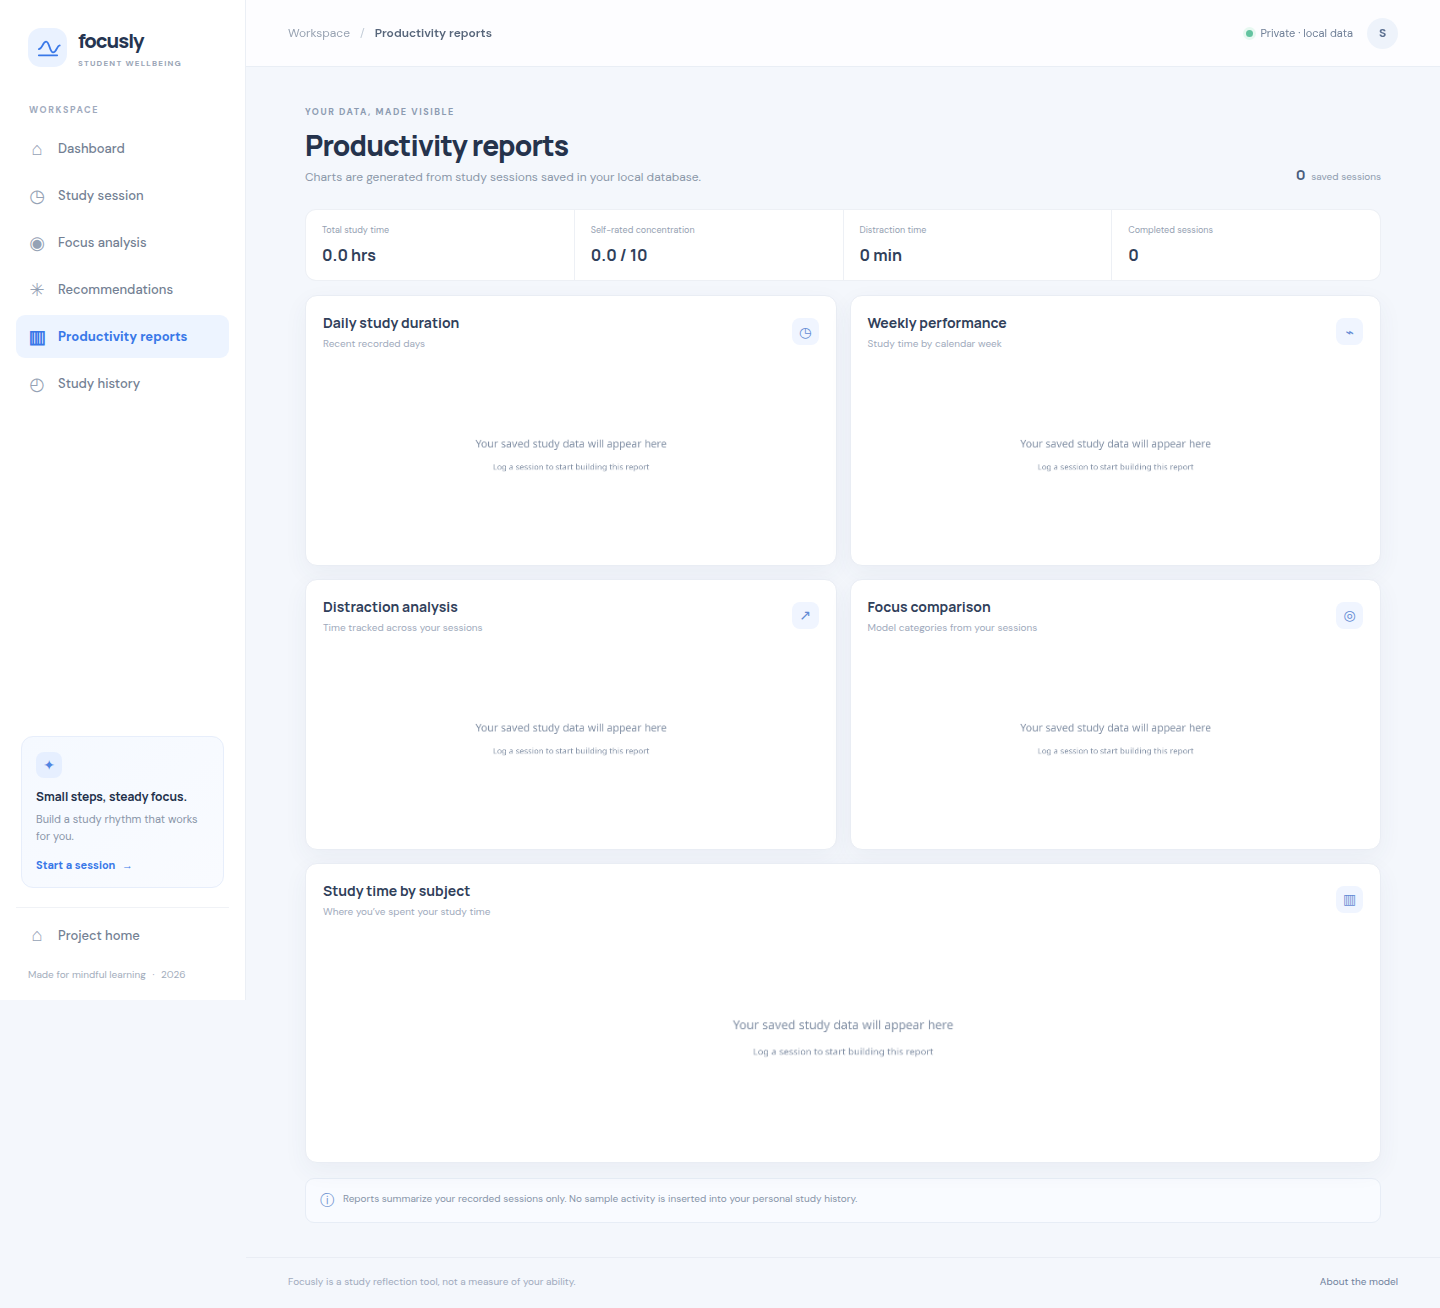 focusly
STUDENT WELLBEING
WORKSPACE
Dashboard
Study session
Focus analysis
Recommendations
Productivity reports
Study history
Small steps, steady focus.
Build a study rhythm that works
for you.
Start a session →
Project home
Made for mindful learning · 2026
Workspace / Productivity reports
Private · local data
S
YOUR DATA, MADE VISIBLE
Productivity reports
Charts are generated from study sessions saved in your local database.
0 saved sessions
Total study time
0.0 hrs
Self-rated concentration
0.0 / 10
Distraction time
0 min
Completed sessions
0
Daily study duration
Recent recorded days
Your saved study data will appear here
Log a session to start building this report
Weekly performance
Study time by calendar week
Your saved study data will appear here
Log a session to start building this report
Distraction analysis
Time tracked across your sessions
Your saved study data will appear here
Log a session to start building this report
Focus comparison
Model categories from your sessions
Your saved study data will appear here
Log a session to start building this report
Study time by subject
Where you've spent your study time
Your saved study data will appear here
Log a session to start building this report
Reports summarize your recorded sessions only. No sample activity is inserted into your personal study history.
Focusly is a study reflection tool, not a measure of your ability.
About the model